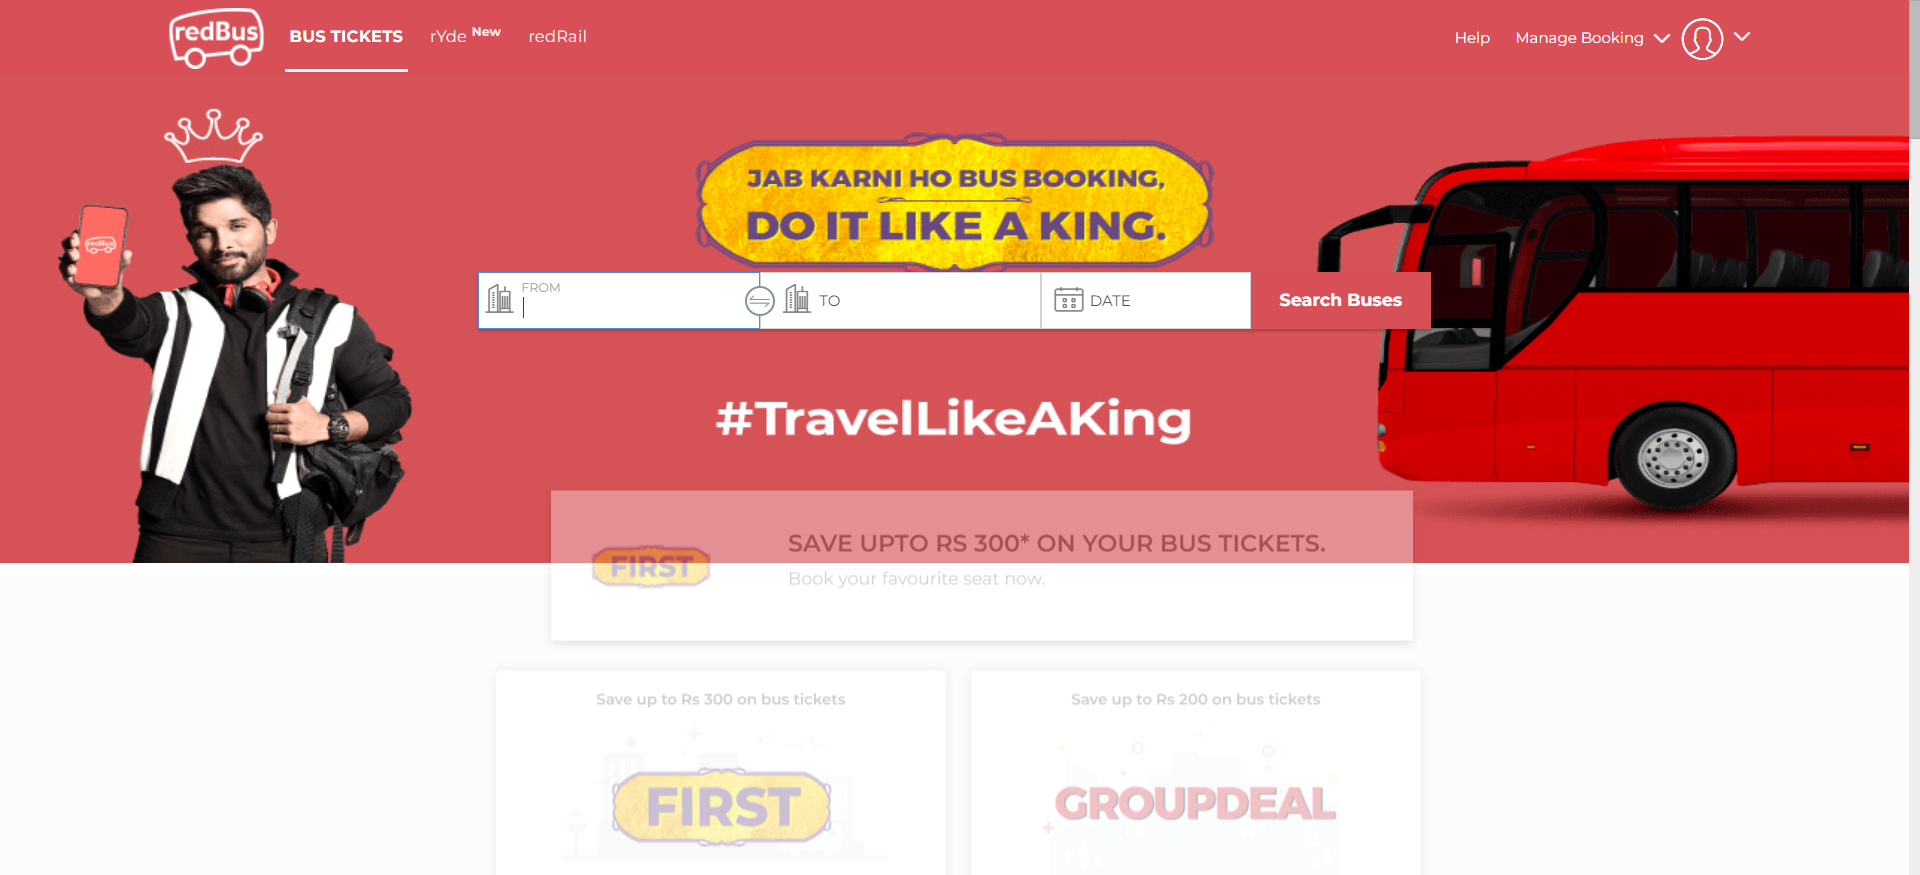 redBus
BUS TICKETS
rYde New
redRail
Help
Manage Booking
redBus
JAB KARNI HO BUS BOOKING,
DO IT LIKE A KING.
FROM
TO
DATE
Search Buses
#TravelLikeAKing
FIRST
SAVE UPTO RS 300* ON YOUR BUS TICKETS.
Book your favourite seat now.
Save up to Rs 300 on bus tickets
FIRST
Save up to Rs 200 on bus tickets
GROUPDEAL